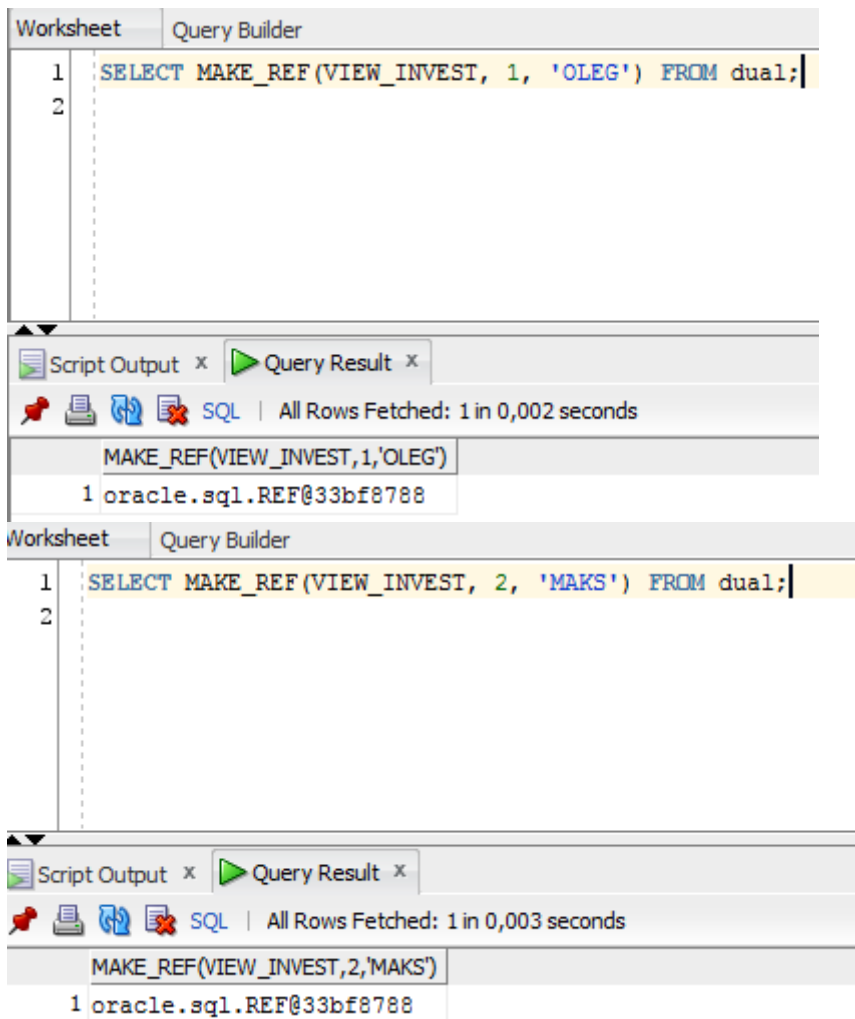 Worksheet Query Builder
1 SELECT MAKE_REF(VIEW_INVEST, 1, 'OLEG') FROM dual;
2
Script Output x Query Result x
SQL | All Rows Fetched: 1 in 0,002 seconds
MAKE_REF(VIEW_INVEST,1,'OLEG')
1 oracle.sql.REF@33bf8788
Worksheet Query Builder
1 SELECT MAKE_REF(VIEW_INVEST, 2, 'MAKS') FROM dual;
2
Script Output x Query Result x
SQL | All Rows Fetched: 1 in 0,003 seconds
MAKE_REF(VIEW_INVEST,2,'MAKS')
1 oracle.sql.REF@33bf8788